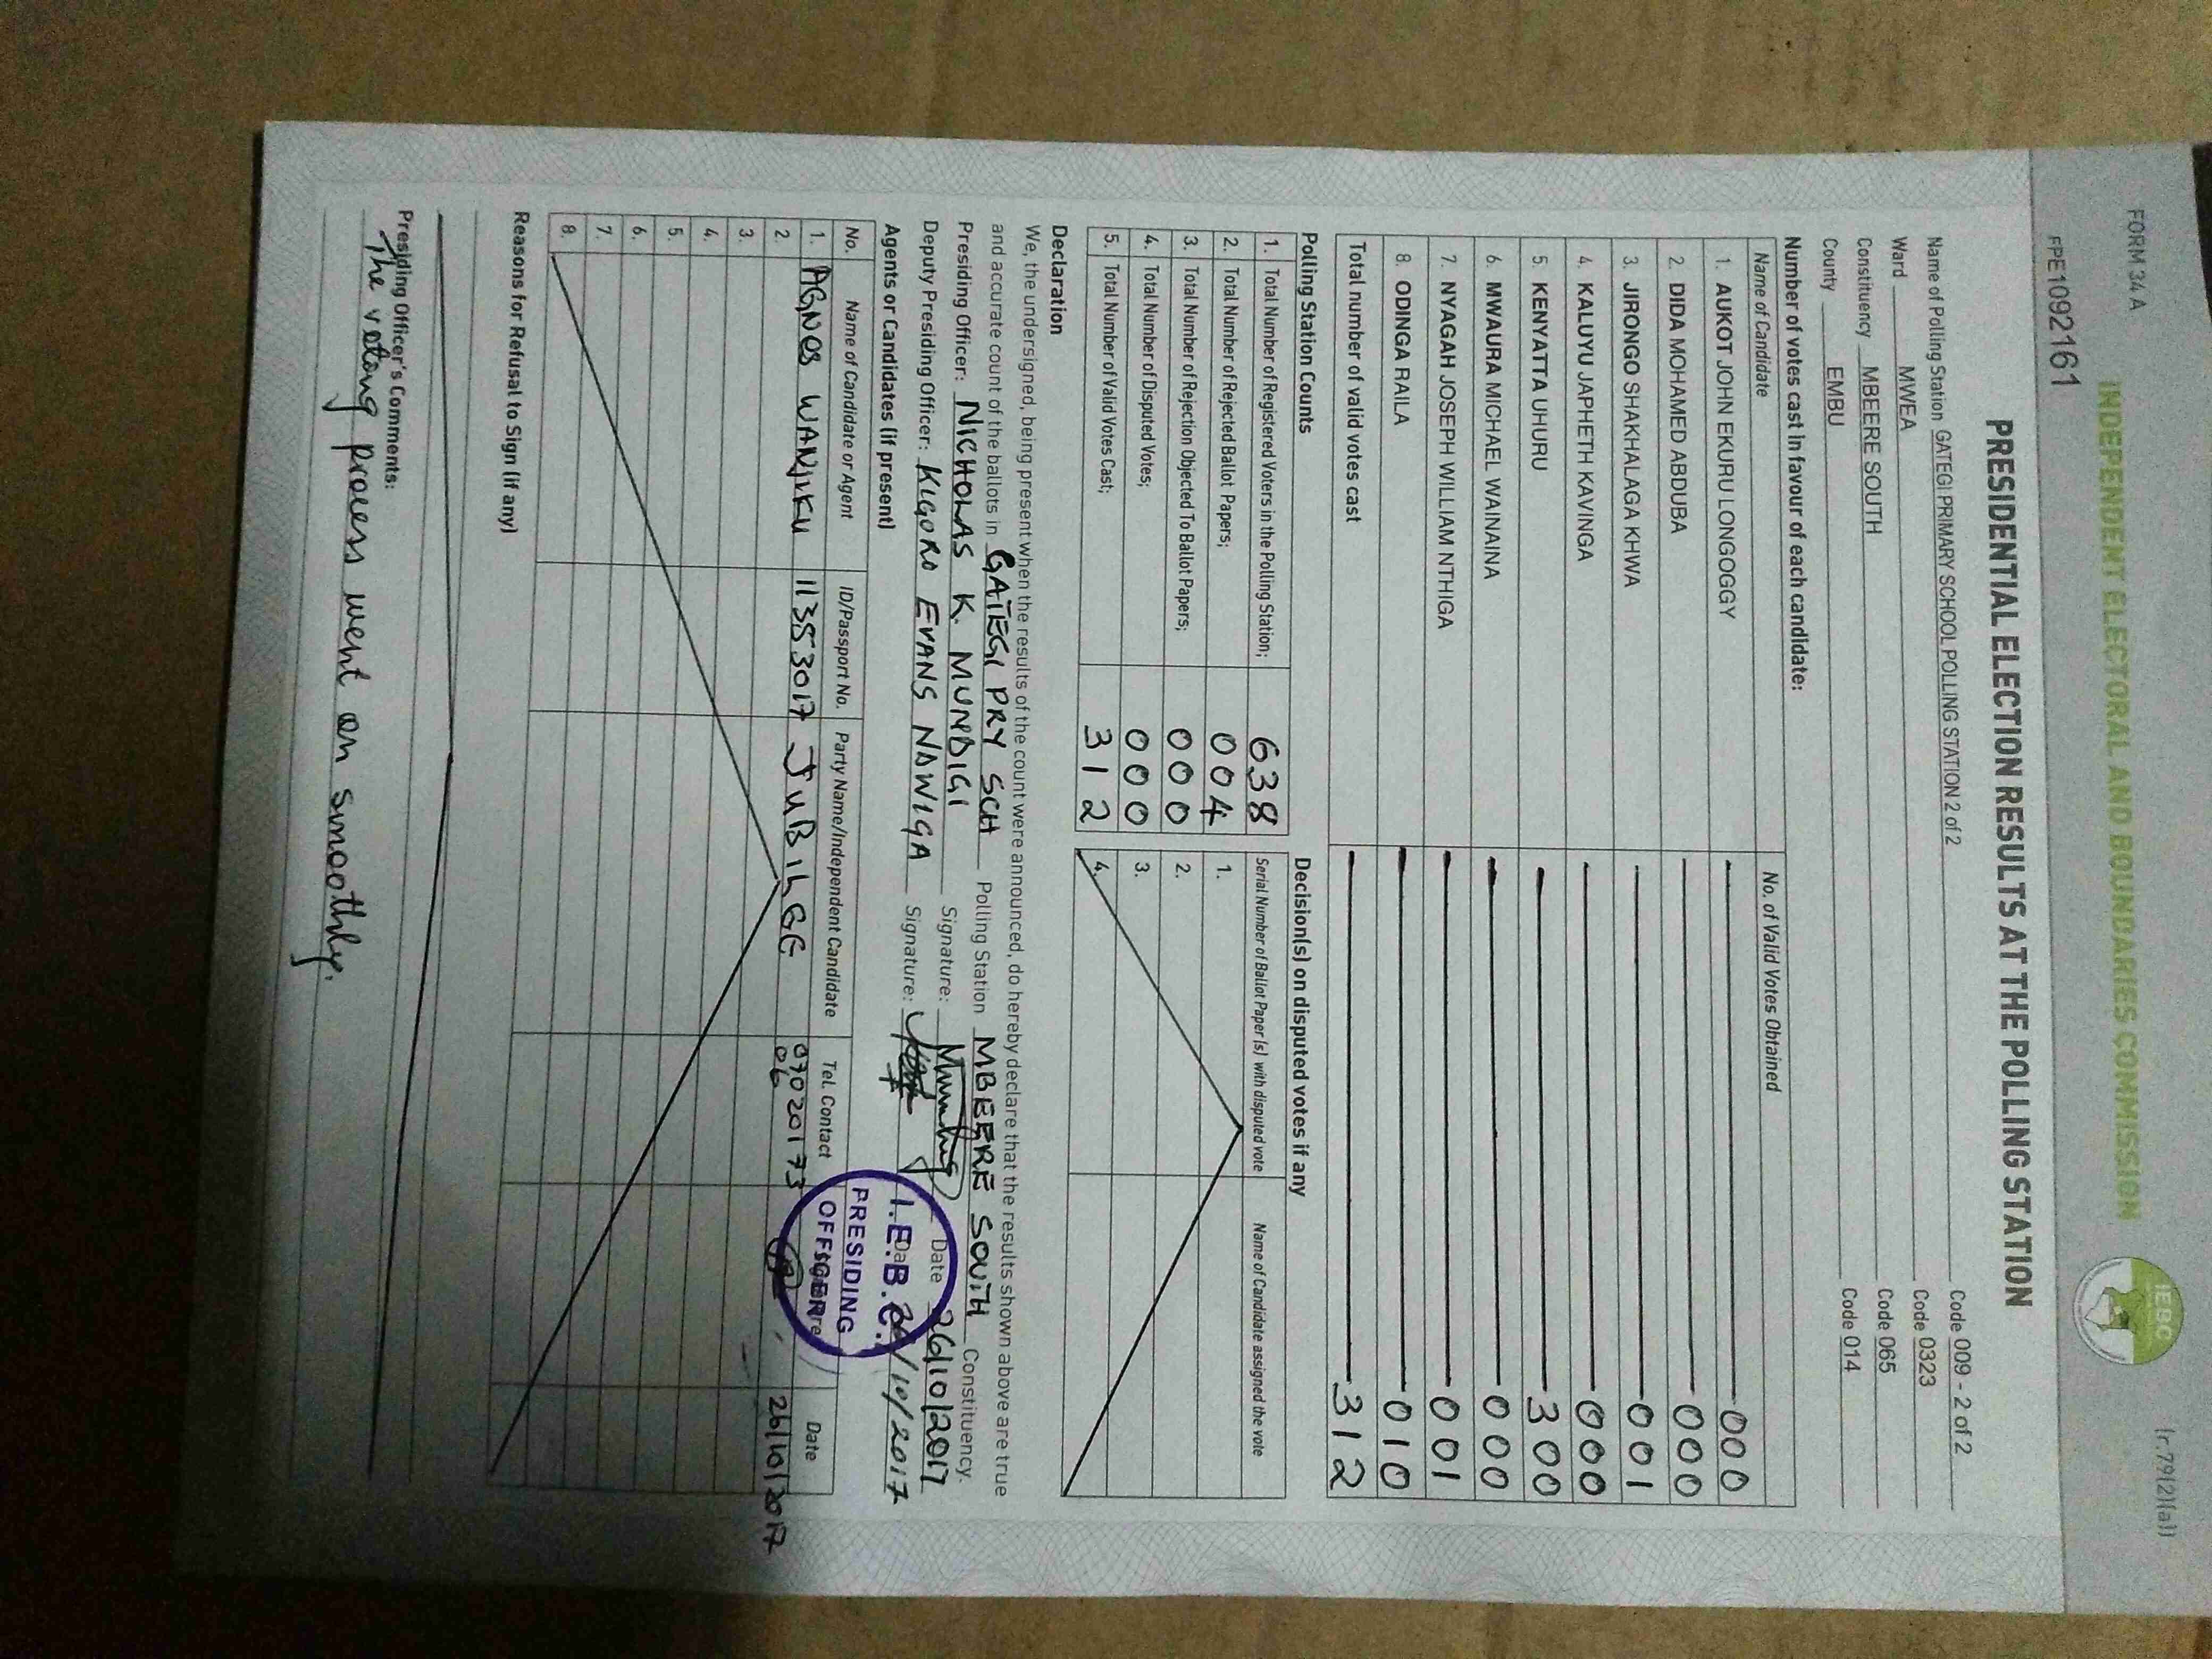 FORM 34 A
(r.79(2)(a))
INDEPENDENT ELECTORAL AND BOUNDARIES COMMISSION
IEBC
FPE1092161
PRESIDENTIAL ELECTION RESULTS AT THE POLLING STATION
Name of Polling Station GATEGI PRIMARY SCHOOL POLLING STATION 2 of 2 Code 009 - 2 of 2
Ward MWEA Code 0323
Constituency MBEERE SOUTH Code 065
County EMBU Code 014
Number of votes cast in favour of each candidate:
Name of Candidate No. of Valid Votes Obtained
1. AUKOT JOHN EKURU LONGOGGY 000
2. DIDA MOHAMED ABDUBA 000
3. JIRONGO SHAKHALAGA KHWA 001
4. KALUYU JAPHETH KAVINGA 000
5. KENYATTA UHURU 300
6. MWAURA MICHAEL WAINAINA 000
7. NYAGAH JOSEPH WILLIAM NTHIGA 001
8. ODINGA RAILA 010
Total number of valid votes cast 312
Polling Station Counts
1. Total Number of Registered Voters in the Polling Station; 638
2. Total Number of Rejected Ballot Papers; 004
3. Total Number of Rejection Objected To Ballot Papers; 000
4. Total Number of Disputed Votes; 000
5. Total Number of Valid Votes Cast; 312
Decision(s) on disputed votes if any
Serial Number of Ballot Paper (s) with disputed vote Name of Candidate assigned the vote
1.
2.
3.
4.
Declaration
We, the undersigned, being present when the results of the count were announced, do hereby declare that the results shown above are true
and accurate count of the ballots in GATEGI PRY SCH Polling Station MBEERE SOUTH Constituency.
Presiding Officer: NICHOLAS K. MUNDIGI Signature: Date 26/10/2017
Deputy Presiding Officer: KIGORO EVANS NDWIGA Signature: Date 26/10/2017
I.E.B.C.
PRESIDING
OFFICER
Agents or Candidates (if present)
No. Name of Candidate or Agent ID/Passport No. Party Name/Independent Candidate Tel. Contact Signature Date
1. AGNES WANJIKU 11353017 JUBILEE 07020173 06 26/10/2017
2.
3.
4.
5.
6.
7.
8.
Reasons for Refusal to Sign (if any)
Presiding Officer's Comments:
The voting process went on smoothly.